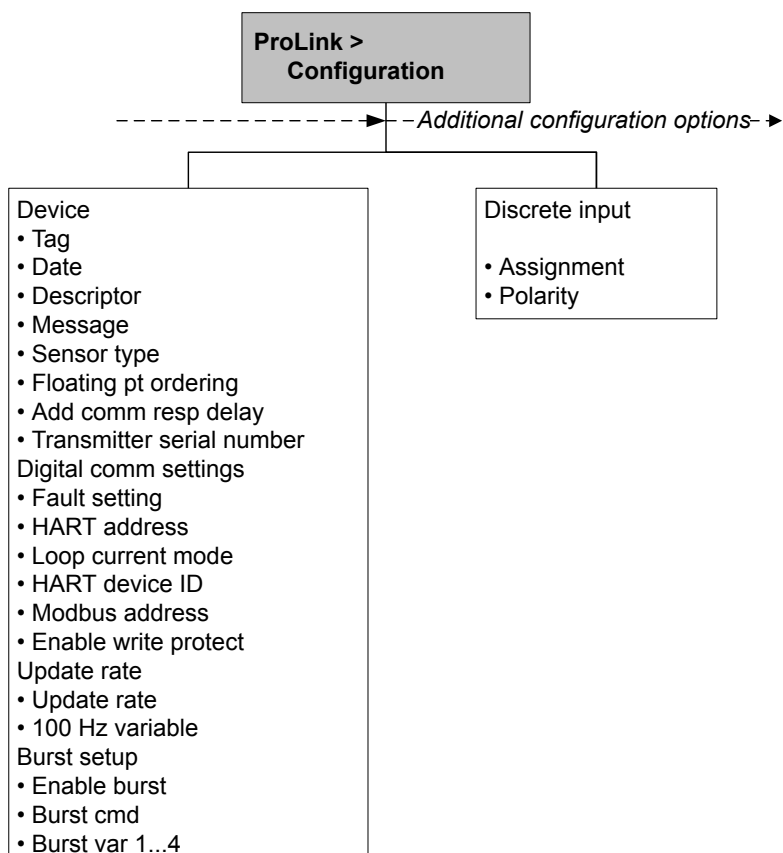 ProLink >
Configuration
Additional configuration options
Device
• Tag
• Date
• Descriptor
• Message
• Sensor type
• Floating pt ordering
• Add comm resp delay
• Transmitter serial number
Digital comm settings
• Fault setting
• HART address
• Loop current mode
• HART device ID
• Modbus address
• Enable write protect
Update rate
• Update rate
• 100 Hz variable
Burst setup
• Enable burst
• Burst cmd
• Burst var 1...4
Discrete input
• Assignment
• Polarity